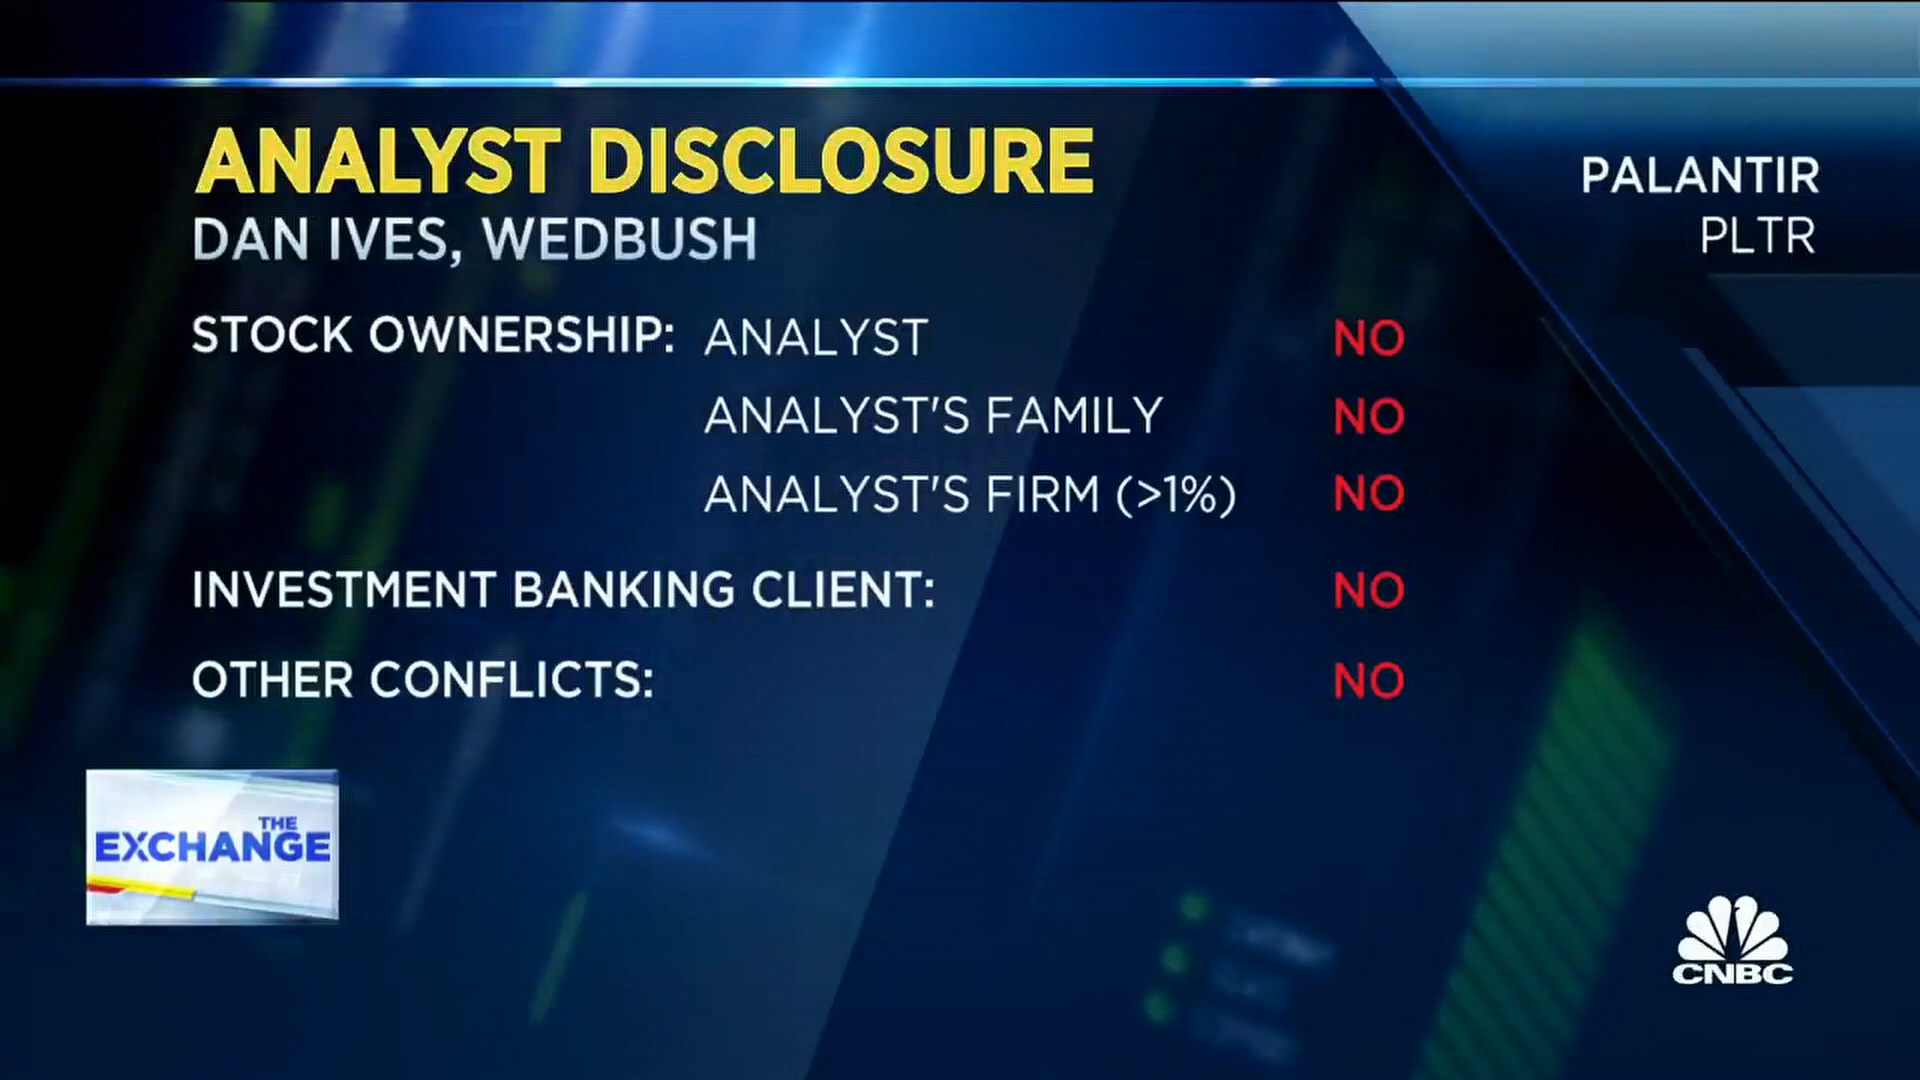 ANALYST DISCLOSURE
DAN IVES, WEDBUSH
PALANTIR
PLTR
STOCK OWNERSHIP: ANALYST NO
ANALYST'S FAMILY NO
ANALYST'S FIRM (>1%) NO
INVESTMENT BANKING CLIENT: NO
OTHER CONFLICTS: NO
THE
EXCHANGE
CNBC